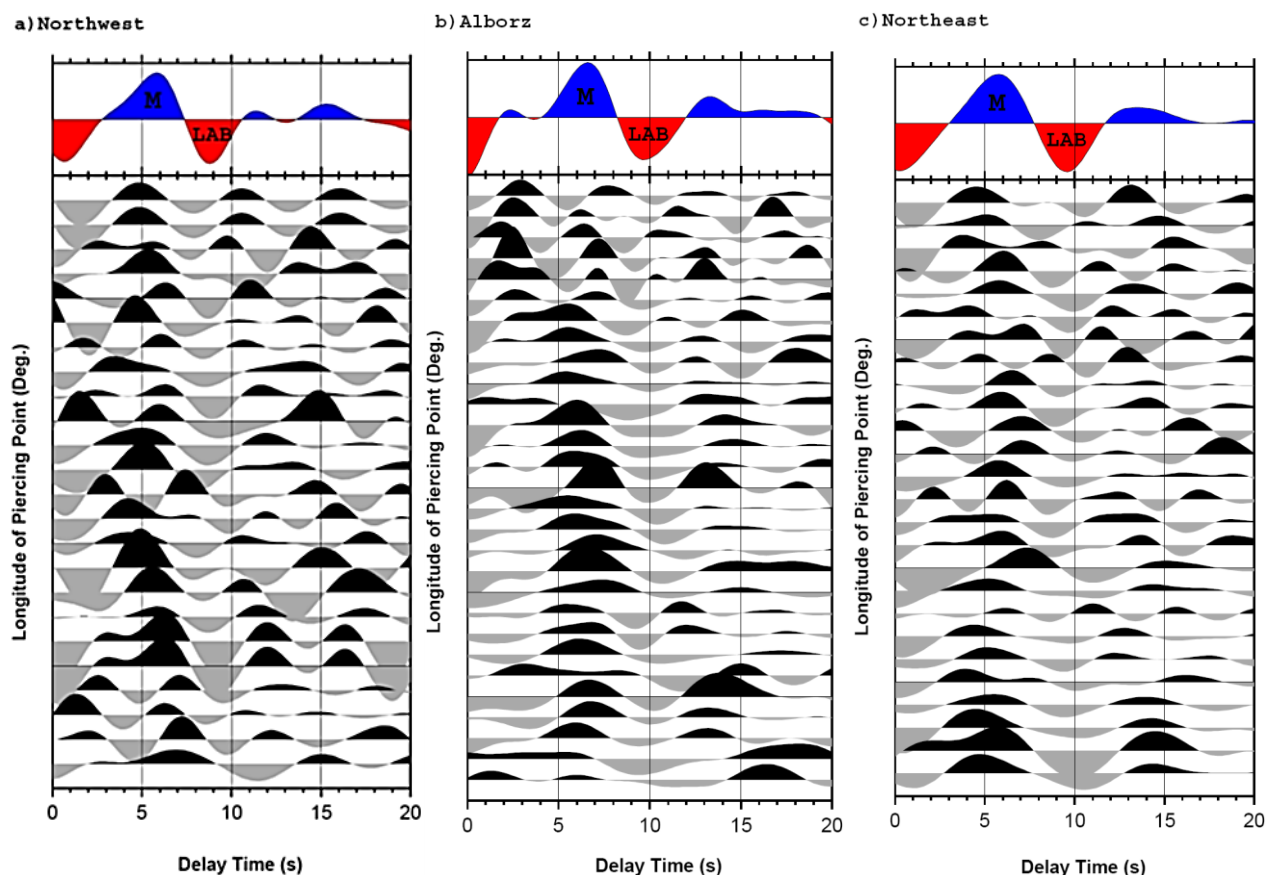 a)Northwest
M
LAB
Longitude of Piercing Point (Deg.)
0 5 10 15 20
Delay Time (s)
b)Alborz
M
LAB
Longitude of Piercing Point (Deg.)
0 5 10 15 20
Delay Time (s)
c)Northeast
M
LAB
Longitude of Piercing Point (Deg.)
0 5 10 15 20
Delay Time (s)